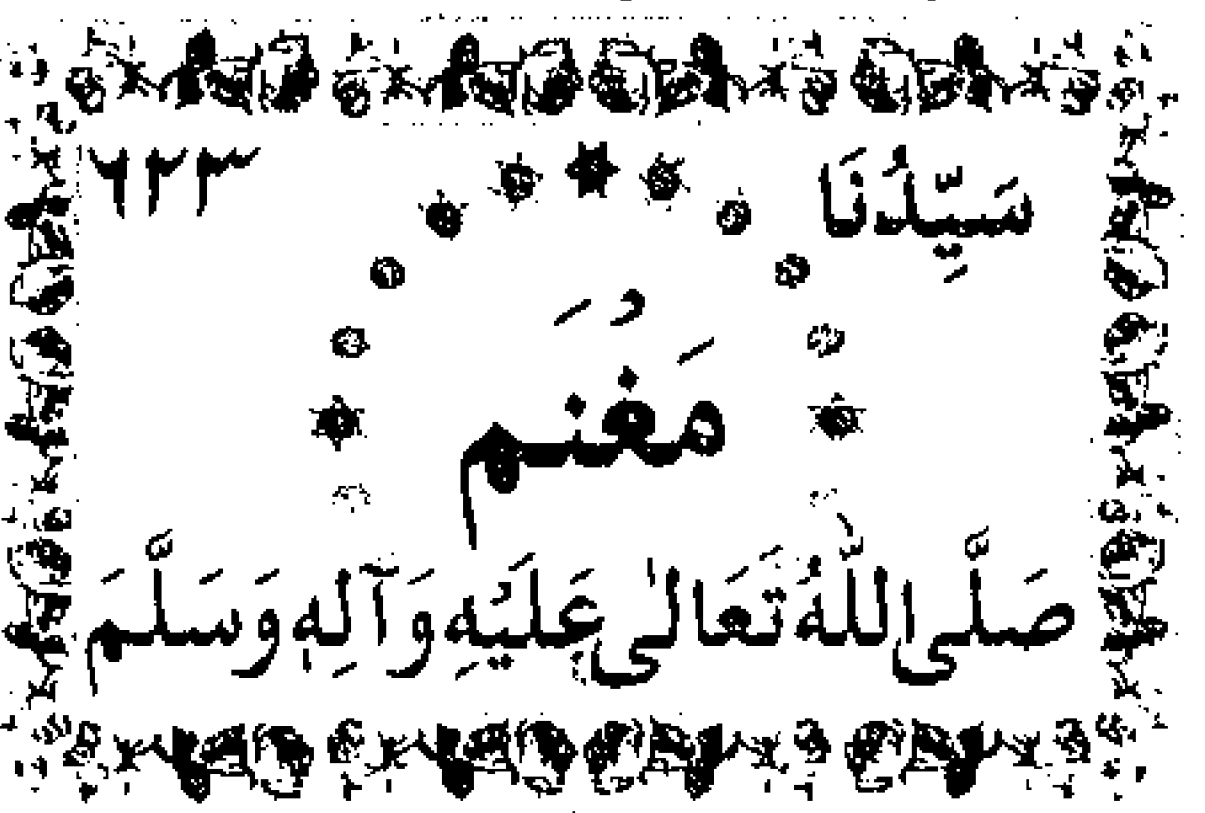 سَيِّدُنَا ٦٢٣
مَغْنَم
صَلَّى اللّٰهُ تَعَالٰى عَلَيْهِ وَآلِهٖ وَسَلَّمَ